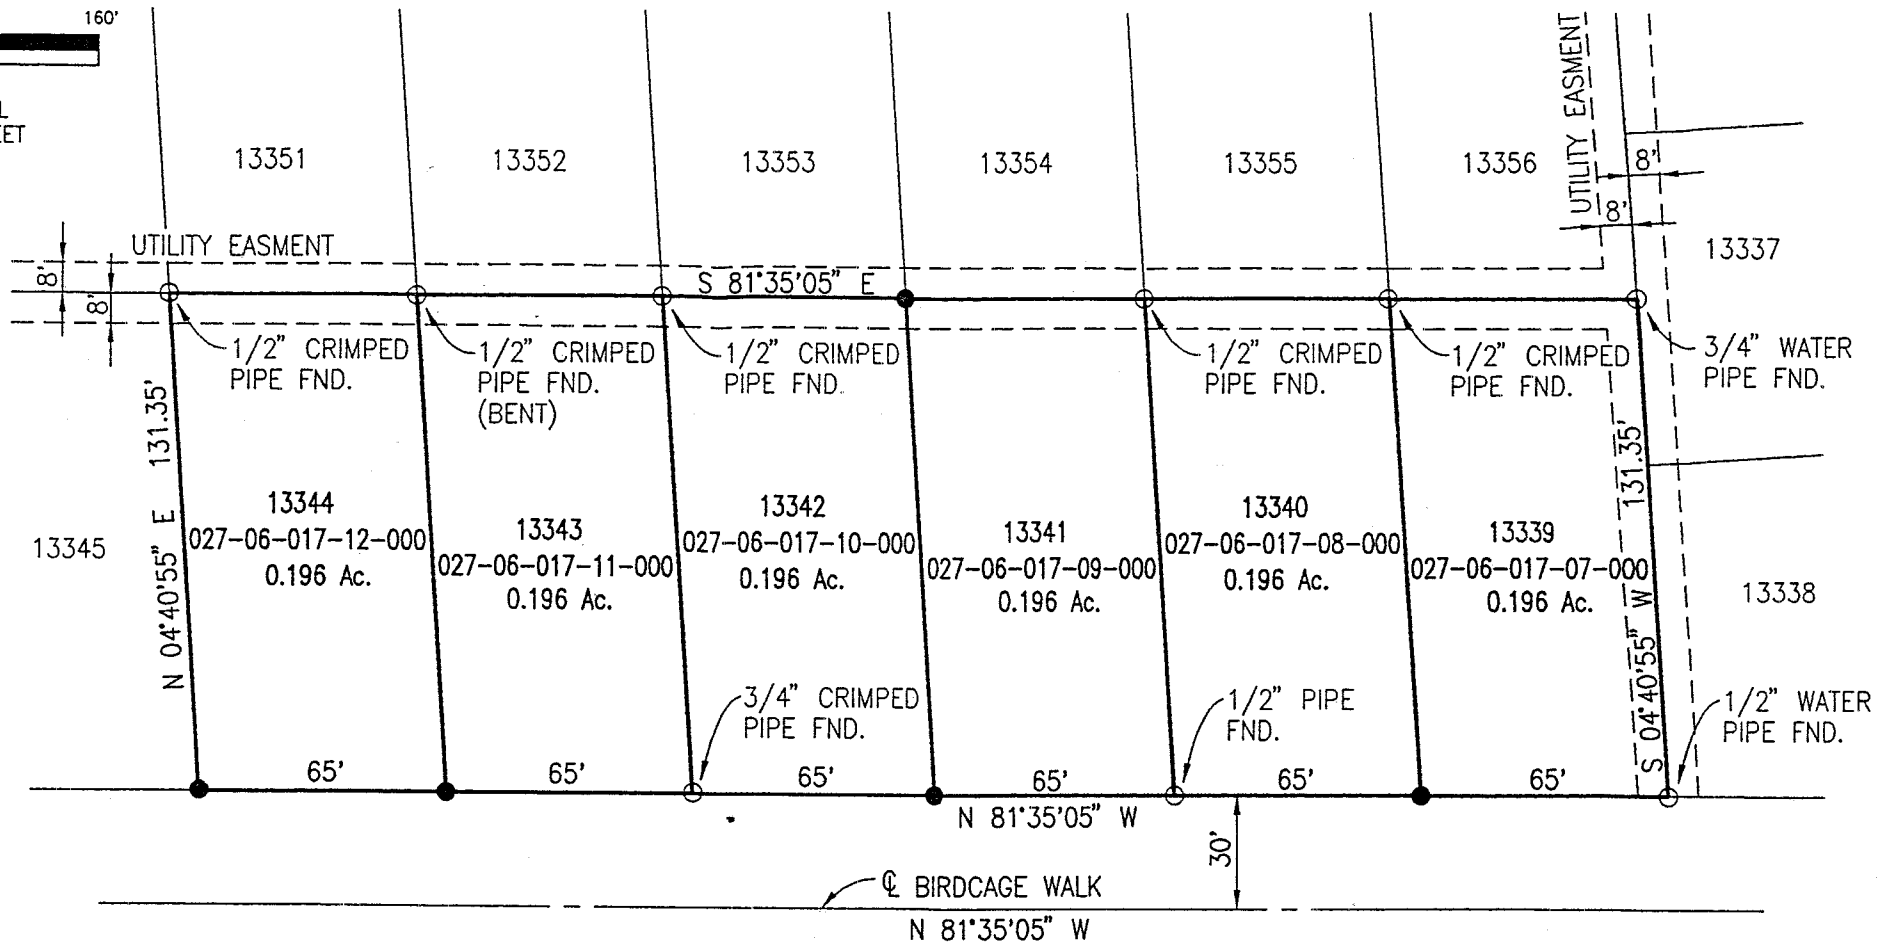 160'
EET
13351
13352
13353
13354
13355
13356
UTILITY EASMENT
UTILITY EASMENT
8'
8'
13337
UTILITY EASMENT
8'
8'
S 81°35'05" E
1/2" CRIMPED
PIPE FND.
1/2" CRIMPED
PIPE FND.
(BENT)
1/2" CRIMPED
PIPE FND.
1/2" CRIMPED
PIPE FND.
1/2" CRIMPED
PIPE FND.
3/4" WATER
PIPE FND.
N 04°40'55" E 131.35'
13345
13344
027-06-017-12-000
0.196 Ac.
13343
027-06-017-11-000
0.196 Ac.
13342
027-06-017-10-000
0.196 Ac.
13341
027-06-017-09-000
0.196 Ac.
13340
027-06-017-08-000
0.196 Ac.
13339
027-06-017-07-000
0.196 Ac.
S 04°40'55" W 131.35'
13338
3/4" CRIMPED
PIPE FND.
1/2" PIPE
FND.
1/2" WATER
PIPE FND.
65'
65'
65'
65'
65'
65'
N 81°35'05" W
30'
℄ BIRDCAGE WALK
N 81°35'05" W